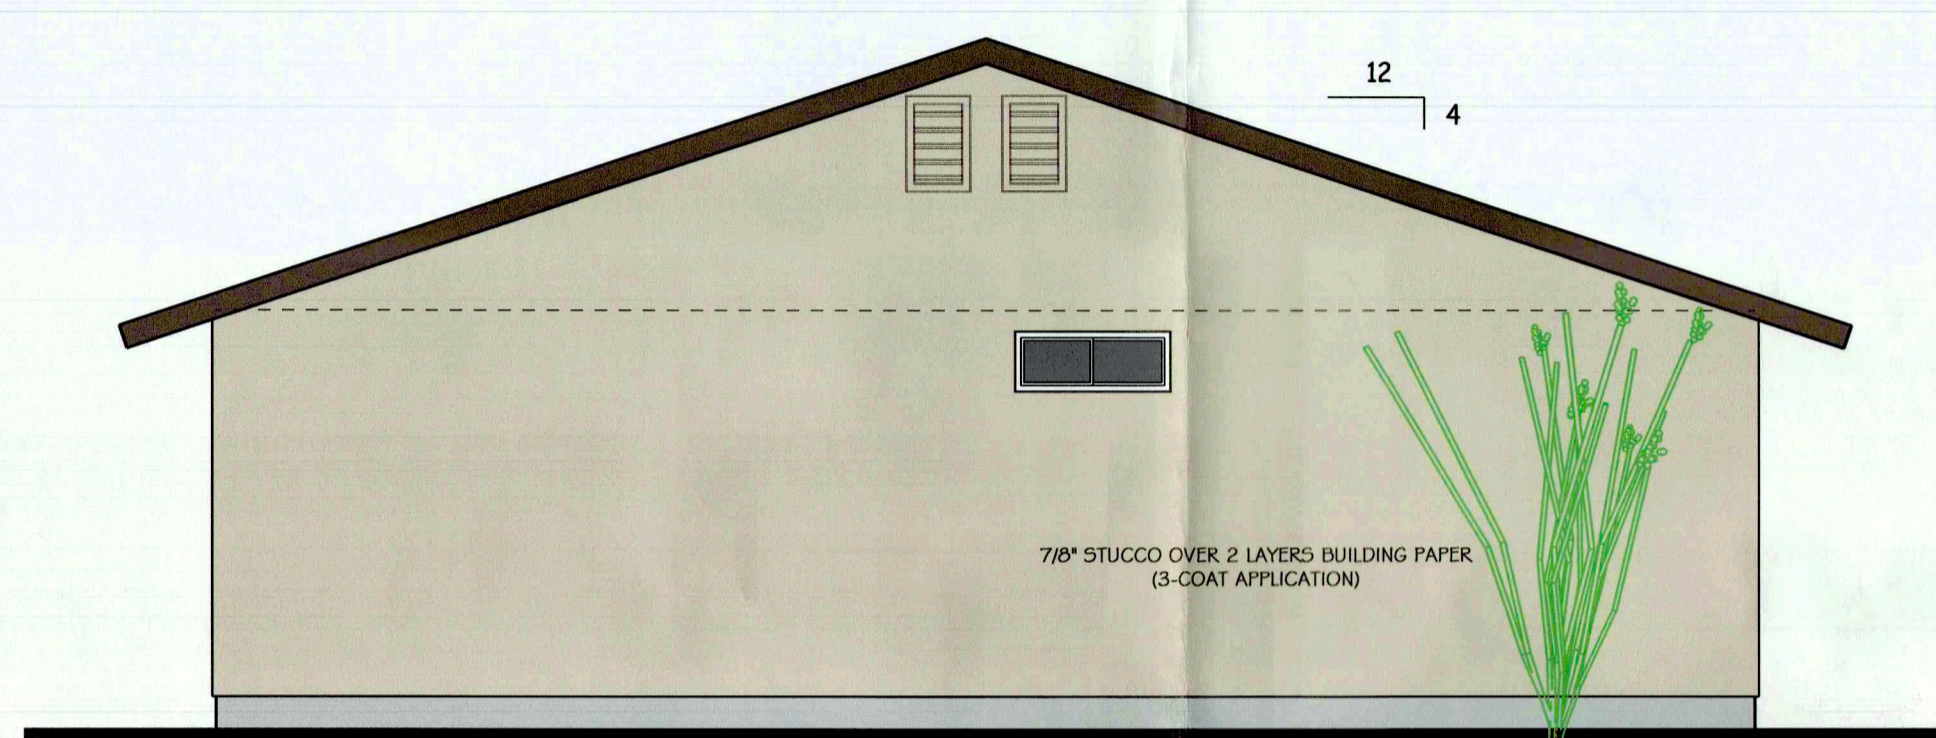 12
4
7/8" STUCCO OVER 2 LAYERS BUILDING PAPER
(3-COAT APPLICATION)